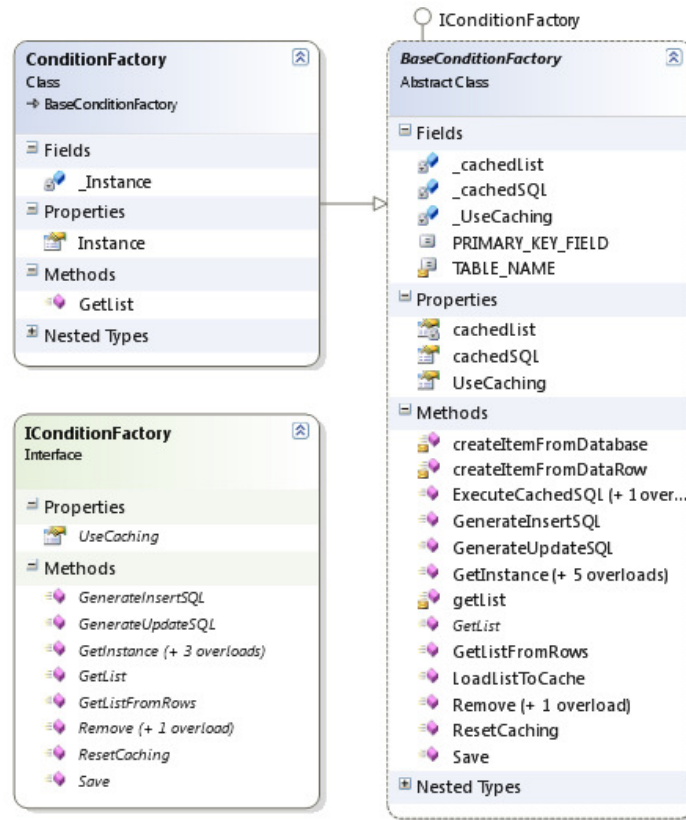 IConditionFactory
ConditionFactory
Class
BaseConditionFactory
Fields
_Instance
Properties
Instance
Methods
GetList
Nested Types
IConditionFactory
Interface
Properties
UseCaching
Methods
GenerateInsertSQL
GenerateUpdateSQL
GetInstance (+ 3 overloads)
GetList
GetListFromRows
Remove (+ 1 overload)
ResetCaching
Save
BaseConditionFactory
Abstract Class
Fields
_cachedList
_cachedSQL
_UseCaching
PRIMARY_KEY_FIELD
TABLE_NAME
Properties
cachedList
cachedSQL
UseCaching
Methods
createItemFromDatabase
createItemFromDataRow
ExecuteCachedSQL (+ 1 over...
GenerateInsertSQL
GenerateUpdateSQL
GetInstance (+ 5 overloads)
getList
GetList
GetListFromRows
LoadListToCache
Remove (+ 1 overload)
ResetCaching
Save
Nested Types